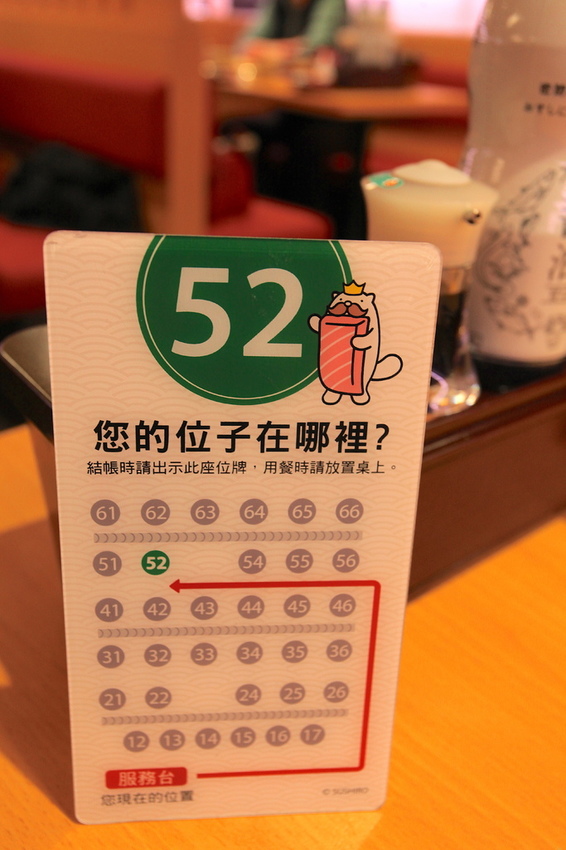 52
您的位子在哪裡?
結帳時請出示此座位牌，用餐時請放置桌上。
61 62 63 64 65 66
51 52 54 55 56
41 42 43 44 45 46
31 32 33 34 35 36
21 22 24 25 26
12 13 14 15 16 17
服務台
您現在的位置
© SUSHIRO